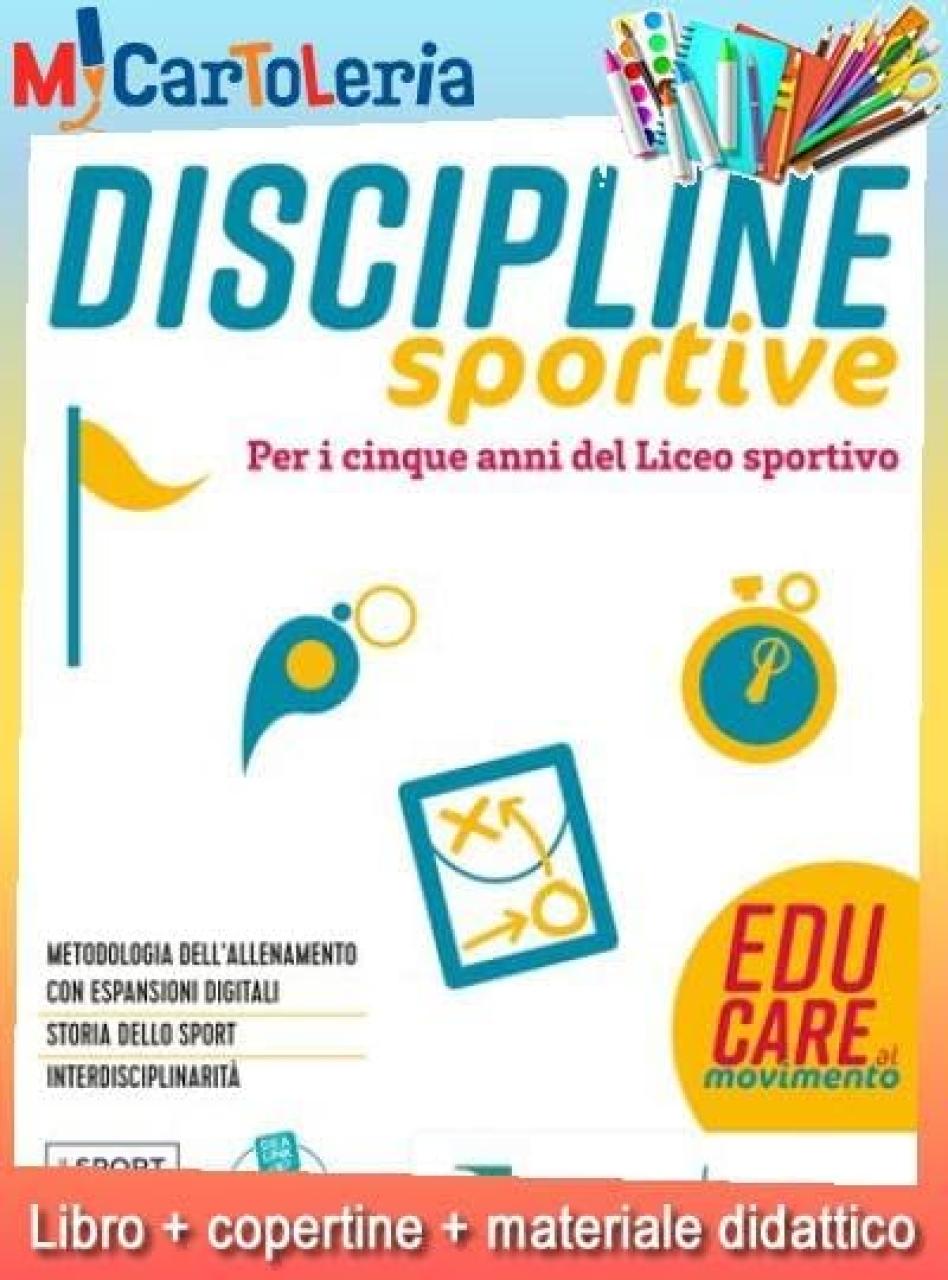 MyCarToLeria
DISCIPLINE
sportive
Per i cinque anni del Liceo sportivo
METODOLOGIA DELL'ALLENAMENTO
CON ESPANSIONI DIGITALI
STORIA DELLO SPORT
INTERDISCIPLINARITÀ
EDU
CARE al
movimento
SPORT
Libro + copertine + materiale didattico